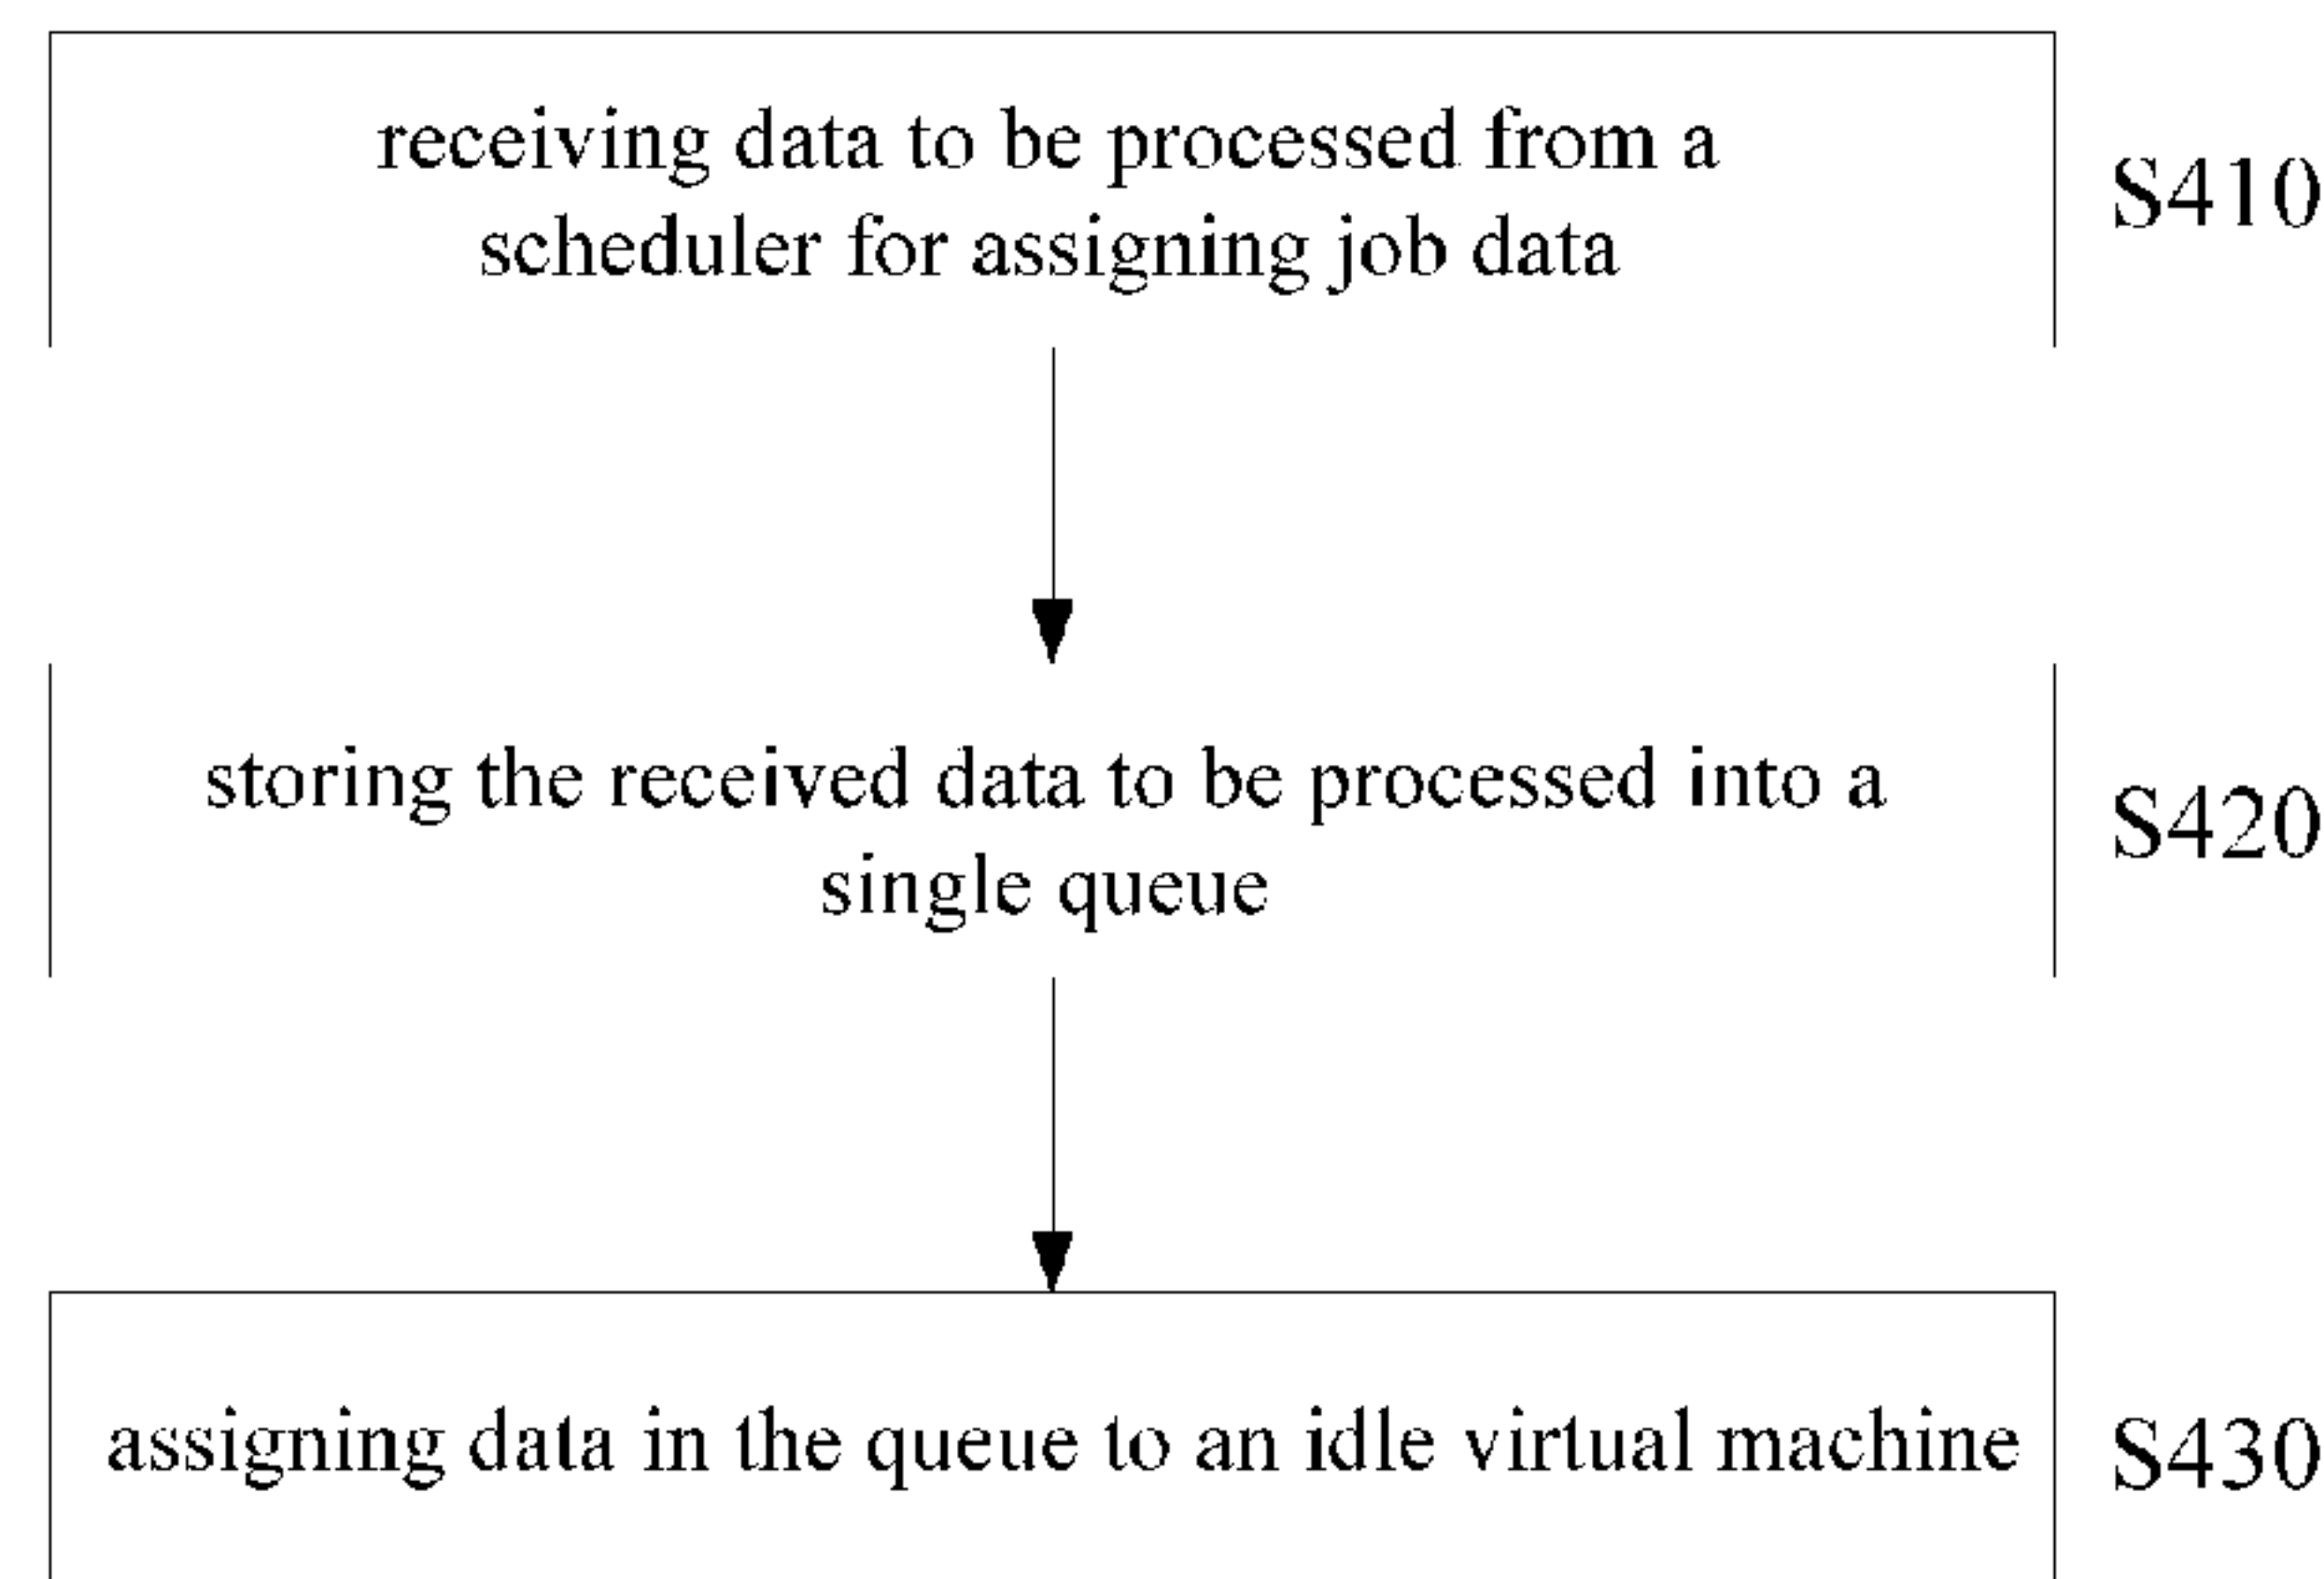 receiving data to be processed from a
scheduler for assigning job data
S410
storing the received data to be processed into a
single queue
S420
assigning data in the queue to an idle virtual machine
S430